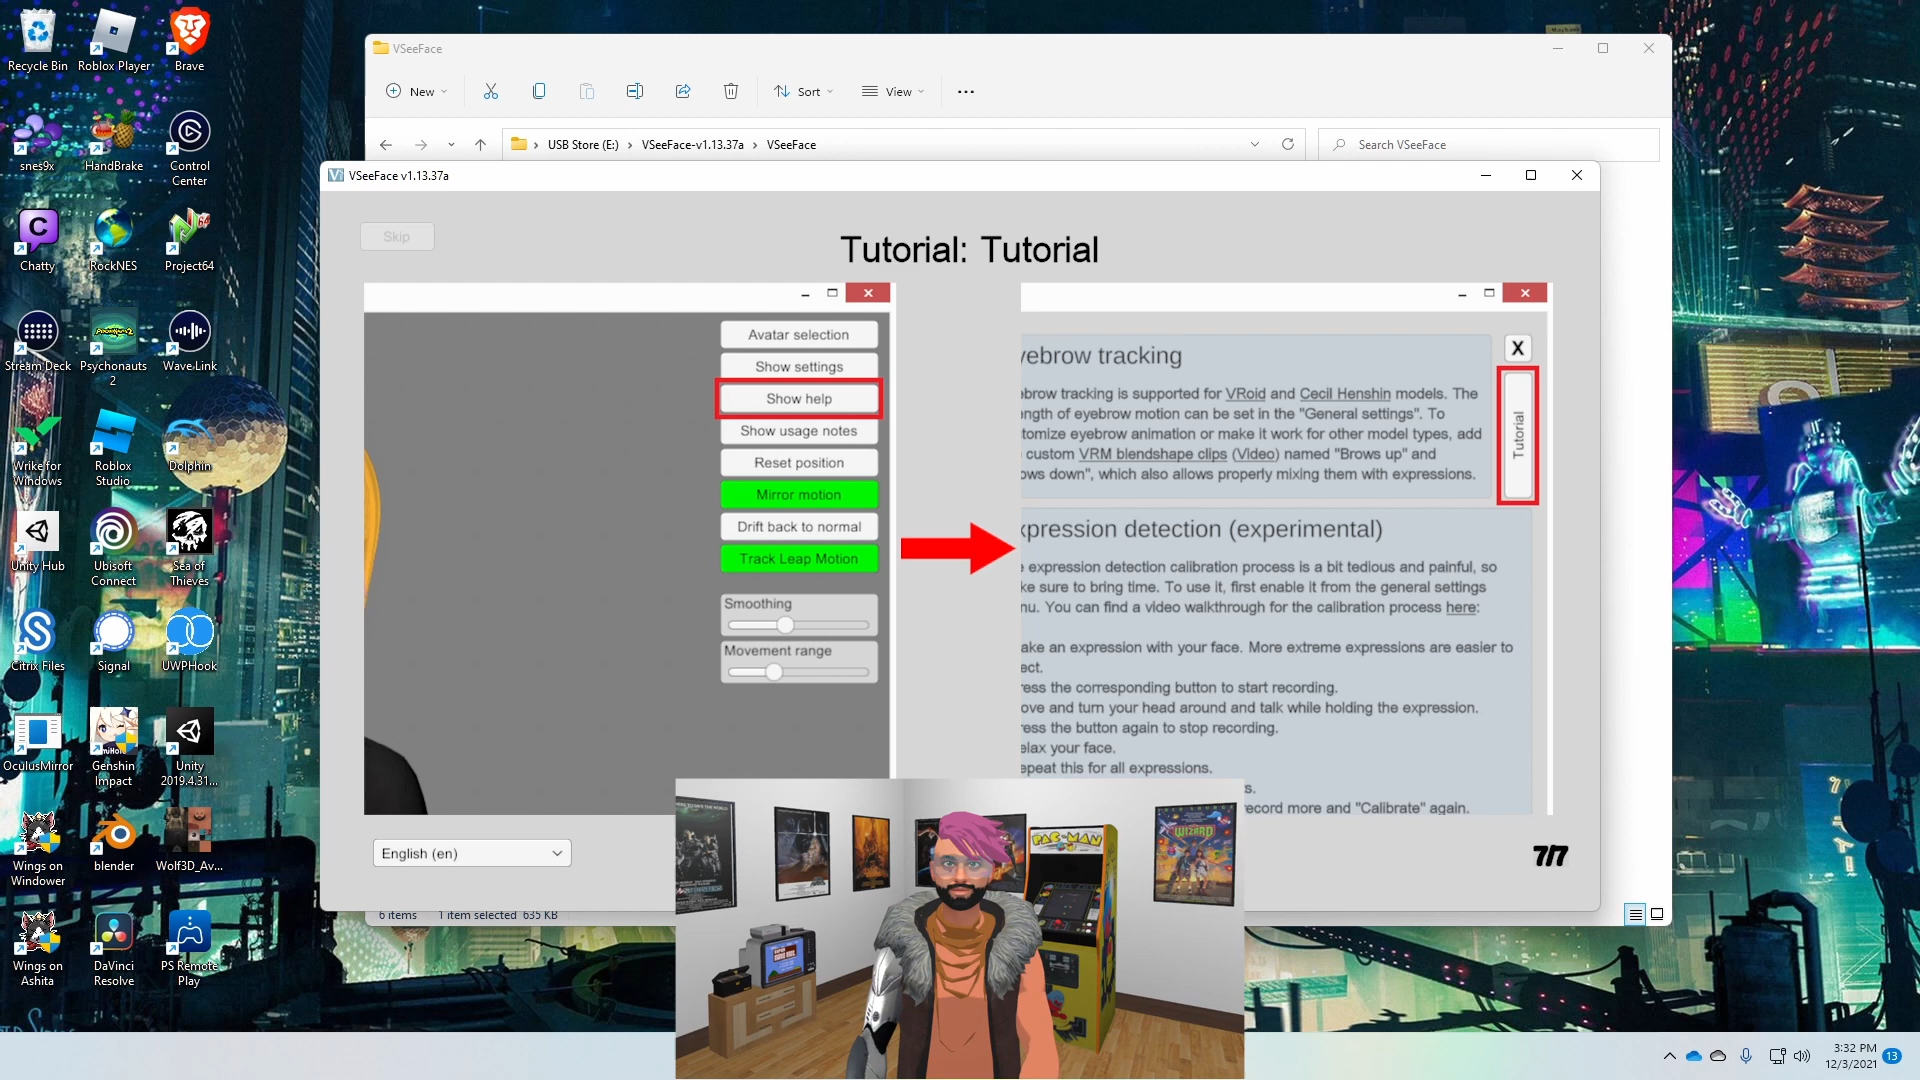 Recycle Bin
Roblox Player
Brave
snes9x
HandBrake
Control
Center
Chatty
RockNES
Project64
Stream Deck
Psychonauts
2
Wave Link
Wrike for
Windows
Roblox
Studio
Dolphin
Unity Hub
Ubisoft
Connect
Sea of
Thieves
Citrix Files
Signal
UWPHook
OculusMirror
Genshin
Impact
Unity
2019.4.31...
Wings on
Windower
blender
Wolf3D_Av...
Wings on
Ashita
DaVinci
Resolve
PS Remote
Play
VSeeFace
New
Sort
View
USB Store (E:) > VSeeFace-v1.13.37a > VSeeFace
Search VSeeFace
VSeeFace v1.13.37a
Skip
Tutorial: Tutorial
Avatar selection
Show settings
Show help
Show usage notes
Reset position
Mirror motion
Drift back to normal
Track Leap Motion
Smoothing
Movement range
yebrow tracking
X
Tutorial
ebrow tracking is supported for VRoid and Cecil Henshin models. The
ngth of eyebrow motion can be set in the "General settings". To
tomize eyebrow animation or make it work for other model types, add
custom VRM blendshape clips (Video) named "Brows up" and
ows down", which also allows properly mixing them with expressions.
xpression detection (experimental)
e expression detection calibration process is a bit tedious and painful, so
ke sure to bring time. To use it, first enable it from the general settings
nu. You can find a video walkthrough for the calibration process here:
ake an expression with your face. More extreme expressions are easier to
ect.
ress the corresponding button to start recording.
ove and turn your head around and talk while holding the expression.
ress the button again to stop recording.
elax your face.
epeat this for all expressions.
s.
record more and "Calibrate" again.
English (en)
7/7
6 items
1 item selected 635 KB
PAC-MAN
WIZARD
3:32 PM
12/3/2021
13